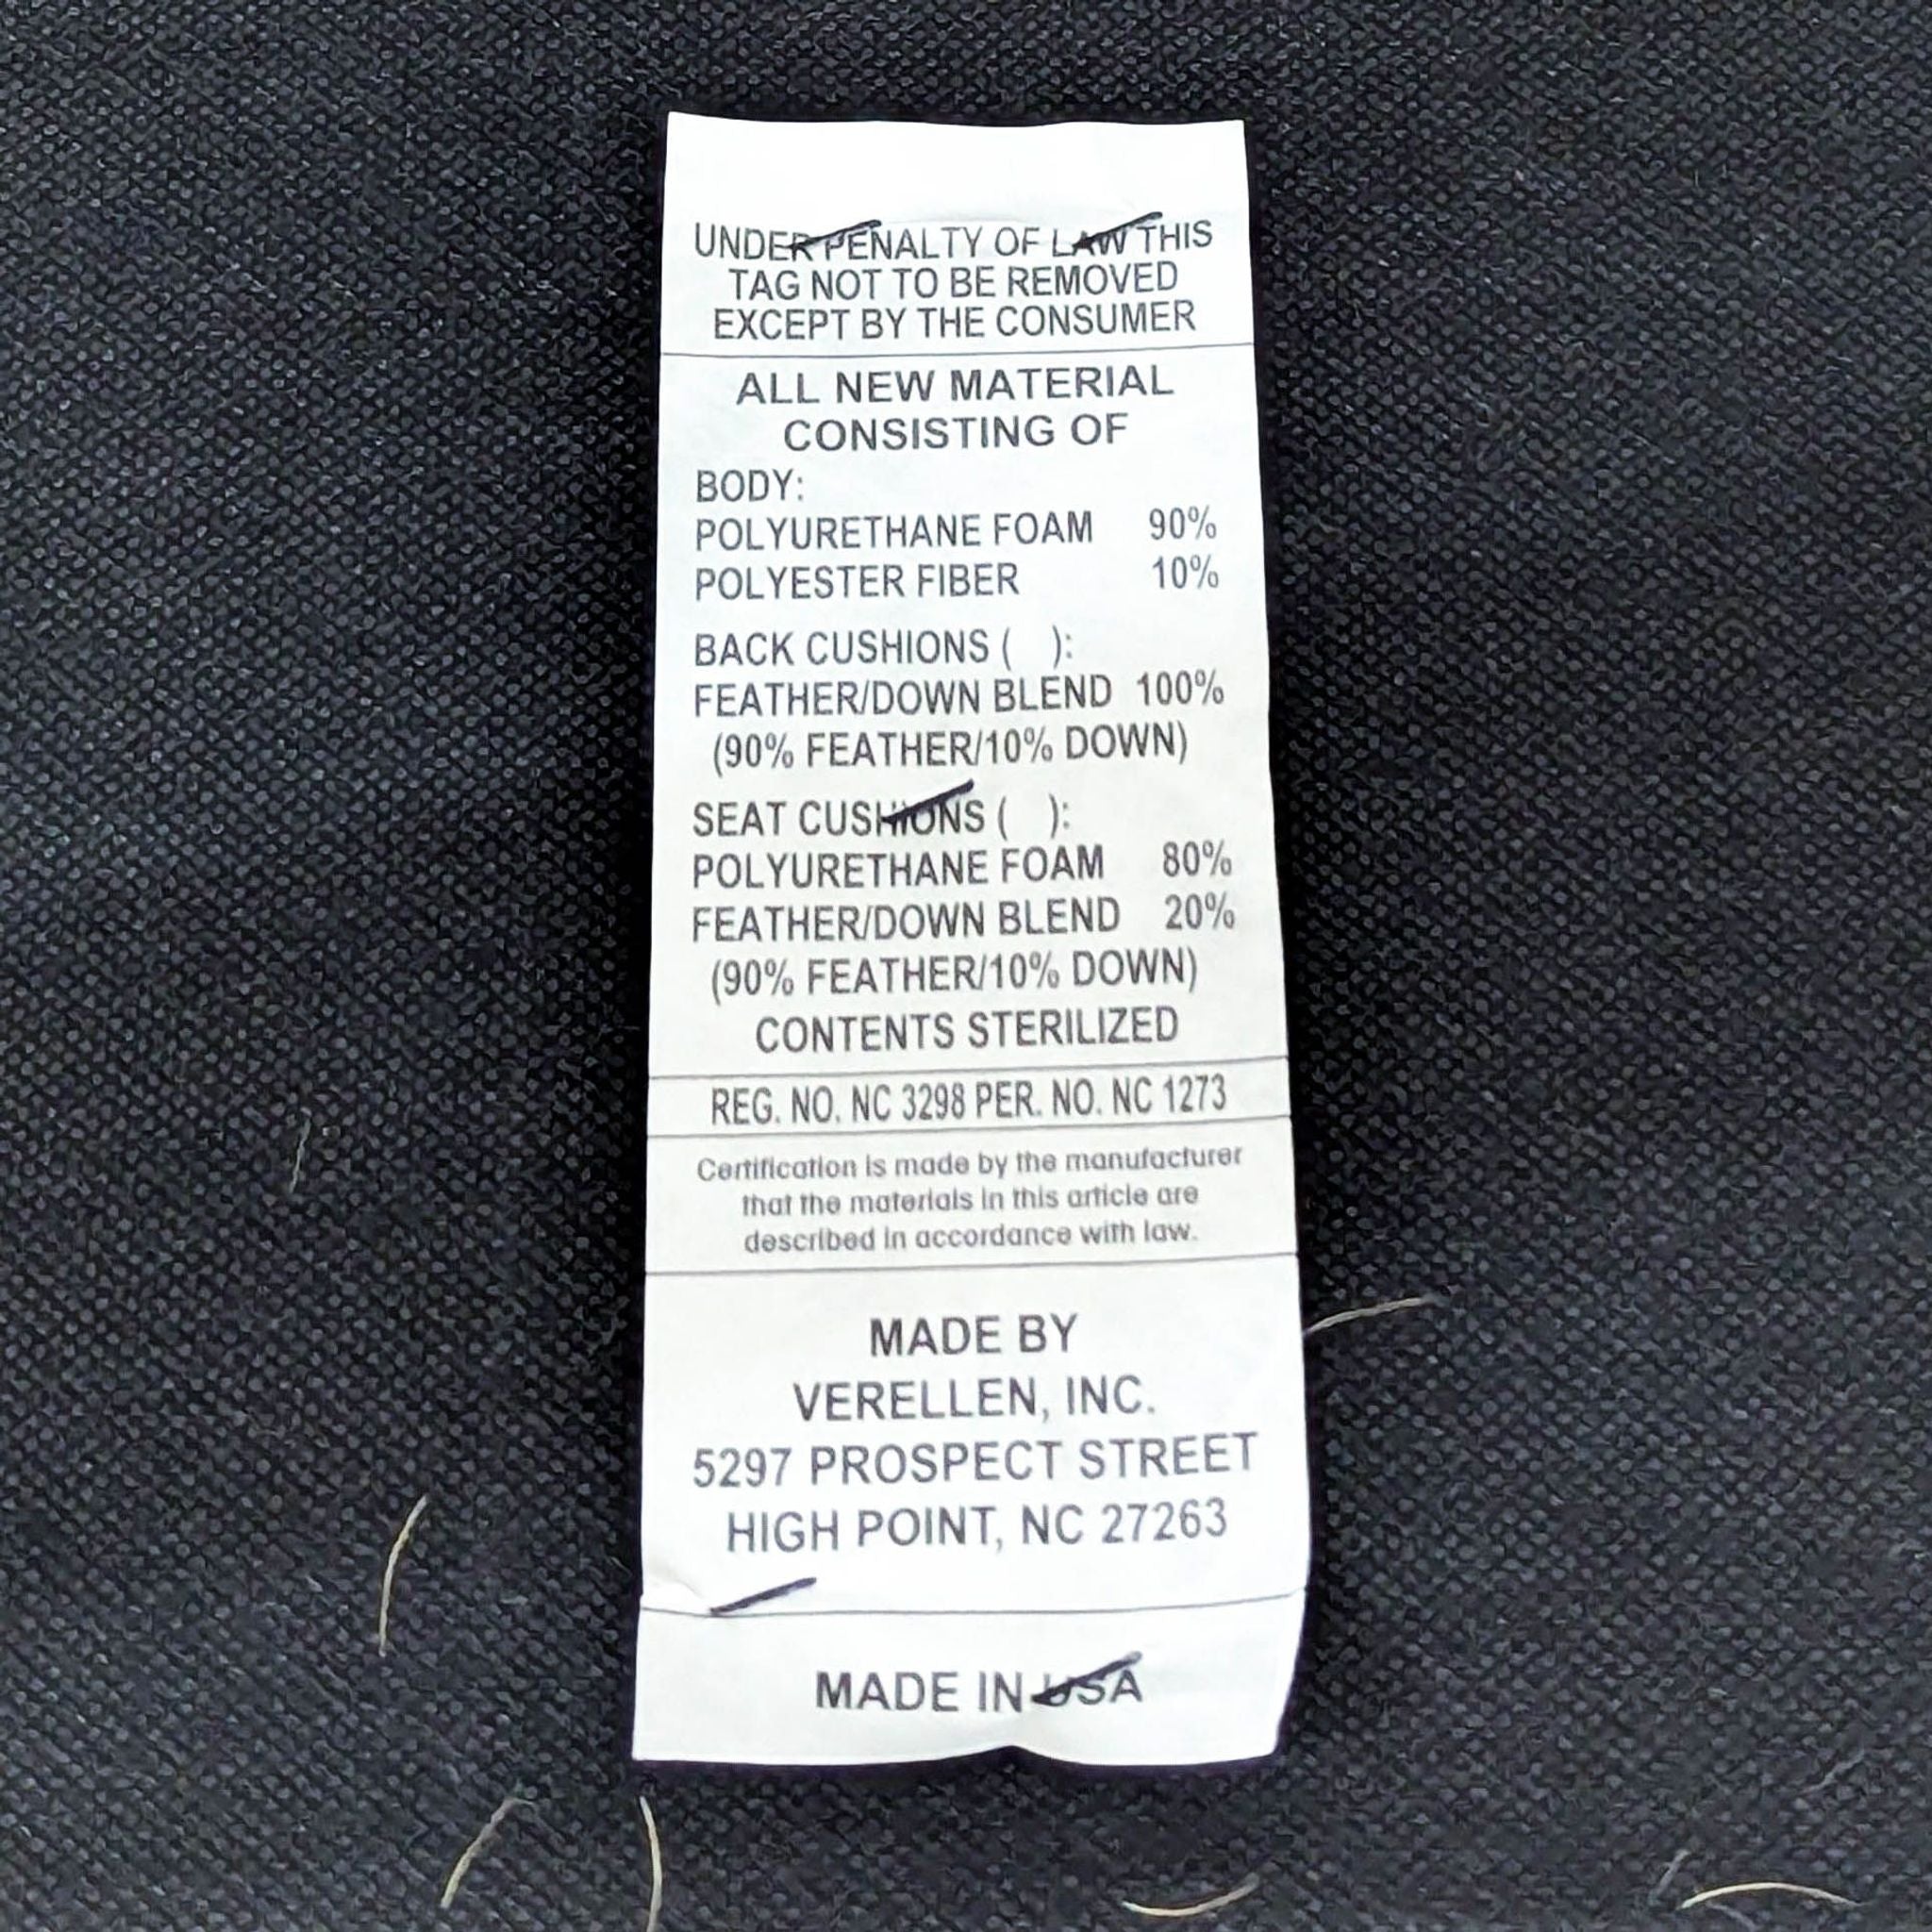 UNDER PENALTY OF LAW THIS
TAG NOT TO BE REMOVED
EXCEPT BY THE CONSUMER
ALL NEW MATERIAL
CONSISTING OF
BODY:
POLYURETHANE FOAM 90%
POLYESTER FIBER 10%
BACK CUSHIONS ( ):
FEATHER/DOWN BLEND 100%
(90% FEATHER/10% DOWN)
SEAT CUSHIONS ( ):
POLYURETHANE FOAM 80%
FEATHER/DOWN BLEND 20%
(90% FEATHER/10% DOWN)
CONTENTS STERILIZED
REG. NO. NC 3298 PER. NO. NC 1273
Certification is made by the manufacturer
that the materials in this article are
described in accordance with law.
MADE BY
VERELLEN, INC.
5297 PROSPECT STREET
HIGH POINT, NC 27263
MADE IN USA